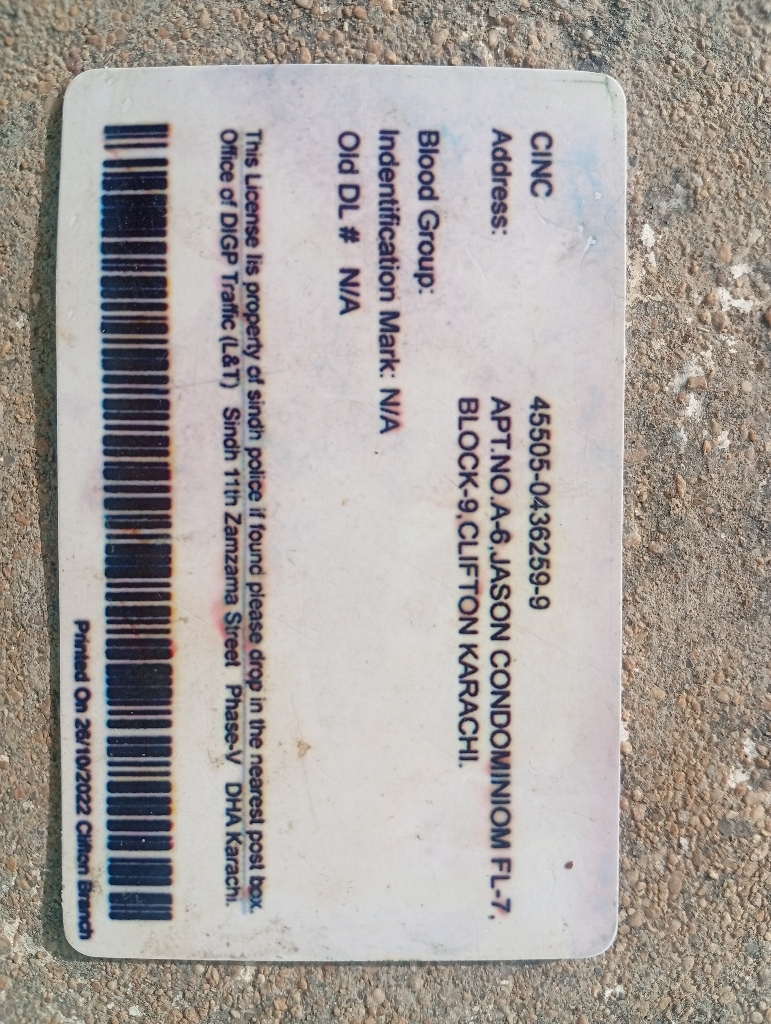 CINC 45505-0436259-9
Address: APT.NO.A-6,JASON CONDOMINIOM FL-7,
BLOCK-9,CLIFTON KARACHI.
Blood Group:
Indentification Mark: N/A
Old DL # N/A
This License Iis property of sindh police if found please drop in the nearest post box.
Office of DIGP Traffic (L&T) Sindh 11th Zamzama Street Phase-V DHA Karachi.
Printed On 26/10/2022 Clifton Branch